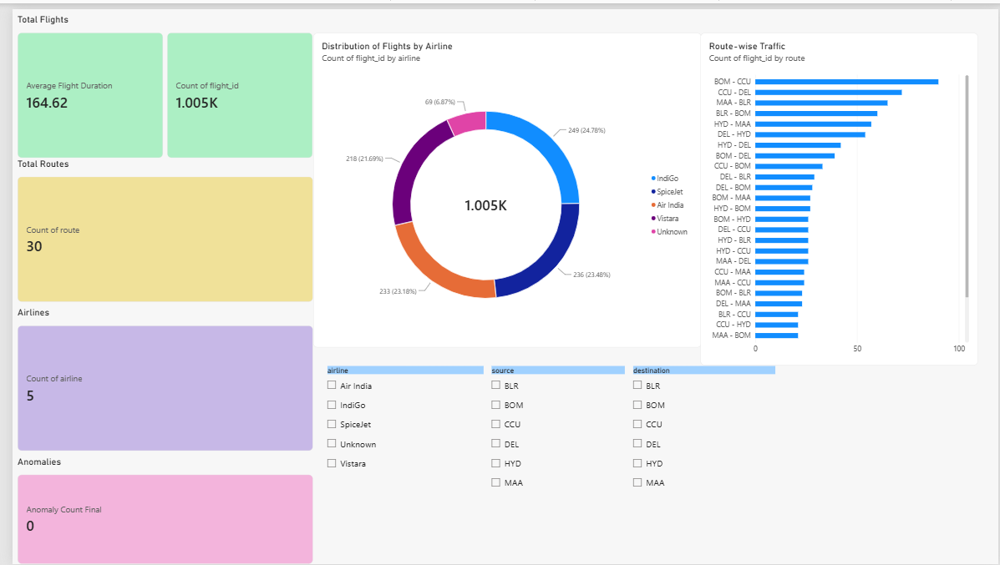 Total Flights
Average Flight Duration
164.62
Count of flight_id
1.005K
Total Routes
Count of route
30
Airlines
Count of airline
5
Anomalies
Anomaly Count Final
0
Distribution of Flights by Airline
Count of flight_id by airline
69 (6.87%)
249 (24.78%)
218 (21.69%)
1.005K
236 (23.48%)
233 (23.18%)
IndiGo
SpiceJet
Air India
Vistara
Unknown
Route-wise Traffic
Count of flight_id by route
BOM - CCU
CCU - DEL
MAA - BLR
BLR - BOM
HYD - MAA
DEL - HYD
HYD - DEL
BOM - DEL
CCU - BOM
DEL - BLR
DEL - BOM
BOM - MAA
HYD - BOM
BOM - HYD
DEL - CCU
HYD - BLR
HYD - CCU
MAA - DEL
CCU - MAA
MAA - CCU
BOM - BLR
DEL - MAA
BLR - CCU
CCU - HYD
MAA - BOM
0 50 100
airline
Air India
IndiGo
SpiceJet
Unknown
Vistara
source
BLR
BOM
CCU
DEL
HYD
MAA
destination
BLR
BOM
CCU
DEL
HYD
MAA